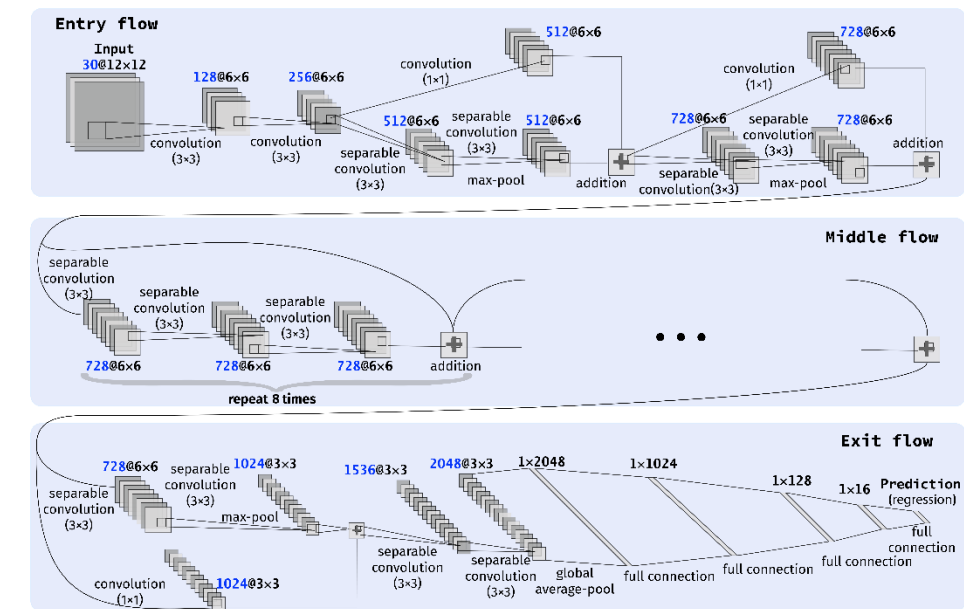 Entry flow
Input
30@12×12
128@6×6
256@6×6
convolution
(3×3)
convolution
(3×3)
convolution
(1×1)
512@6×6
512@6×6
separable
convolution
(3×3)
separable
convolution
(3×3)
512@6×6
max-pool
addition
convolution
(1×1)
728@6×6
728@6×6
separable
convolution(3×3)
separable
convolution
(3×3)
728@6×6
max-pool
addition
Middle flow
separable
convolution
(3×3)
separable
convolution
(3×3)
separable
convolution
(3×3)
728@6×6
728@6×6
728@6×6
addition
repeat 8 times
Exit flow
728@6×6
separable
convolution
(3×3)
separable
convolution
(3×3)
1024@3×3
max-pool
convolution
(1×1)
1024@3×3
1536@3×3
separable
convolution
(3×3)
2048@3×3
separable
convolution
(3×3)
global
average-pool
1×2048
full connection
1×1024
full connection
1×128
full connection
1×16
Prediction
(regression)
full
connection